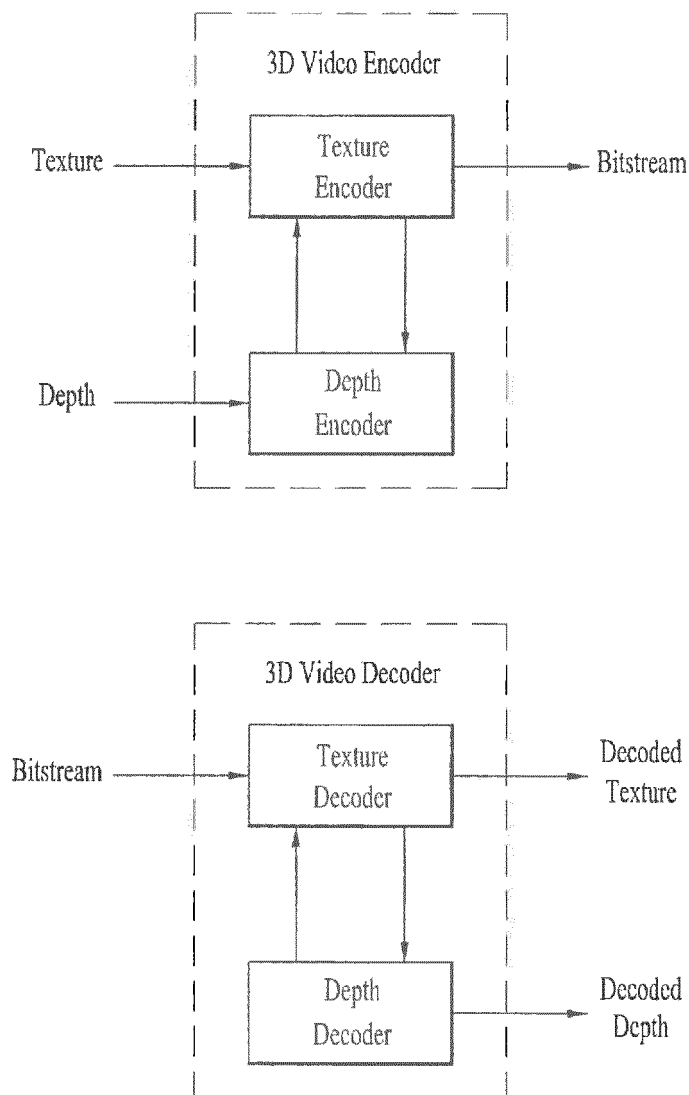 3D Video Encoder
Texture
Texture
Encoder
Bitstream
Depth
Depth
Encoder
3D Video Decoder
Bitstream
Texture
Decoder
Decoded
Texture
Depth
Decoder
Decoded
Depth